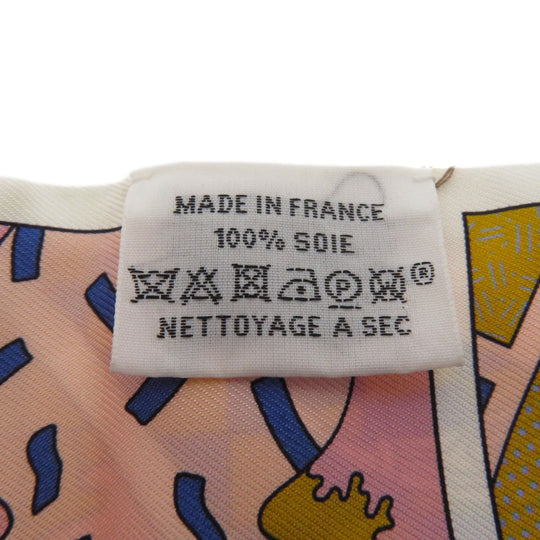 MADE IN FRANCE
100% SOIE
P W ®
NETTOYAGE A SEC